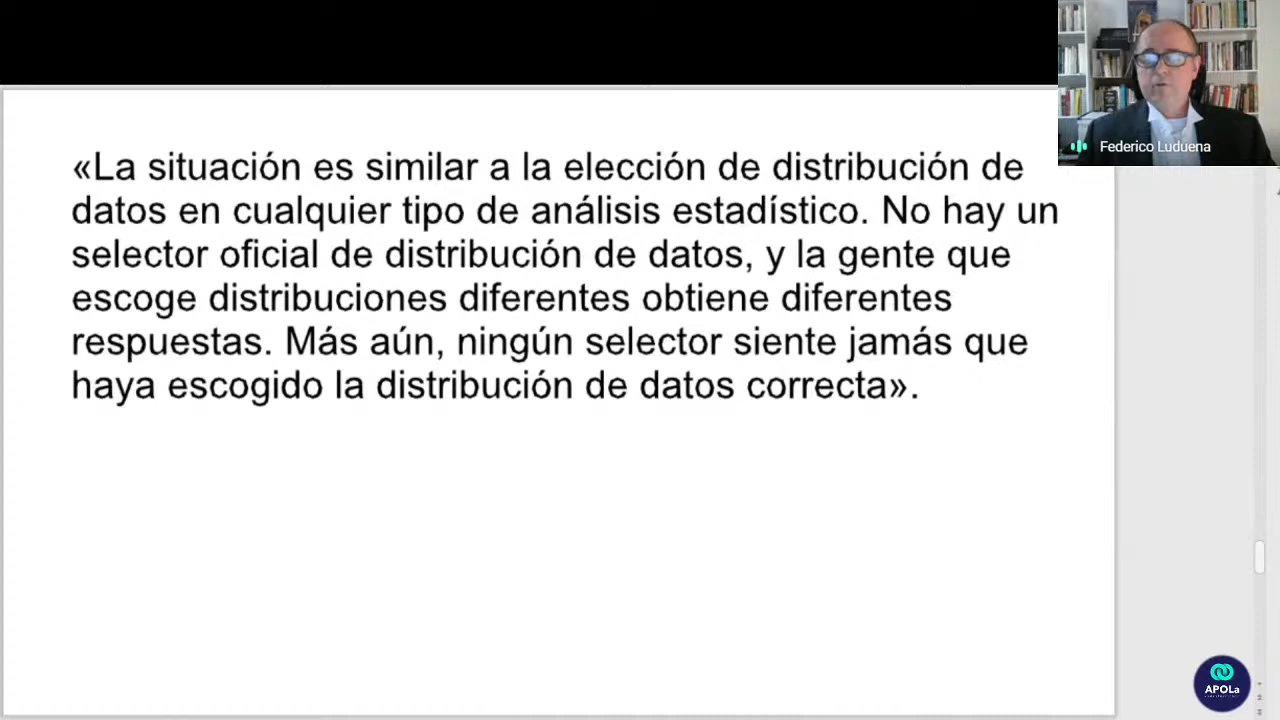 «La situación es similar a la elección de distribución de
datos en cualquier tipo de análisis estadístico. No hay un
selector oficial de distribución de datos, y la gente que
escoge distribuciones diferentes obtiene diferentes
respuestas. Más aún, ningún selector siente jamás que
haya escogido la distribución de datos correcta».
Federico Luduena
APOLa